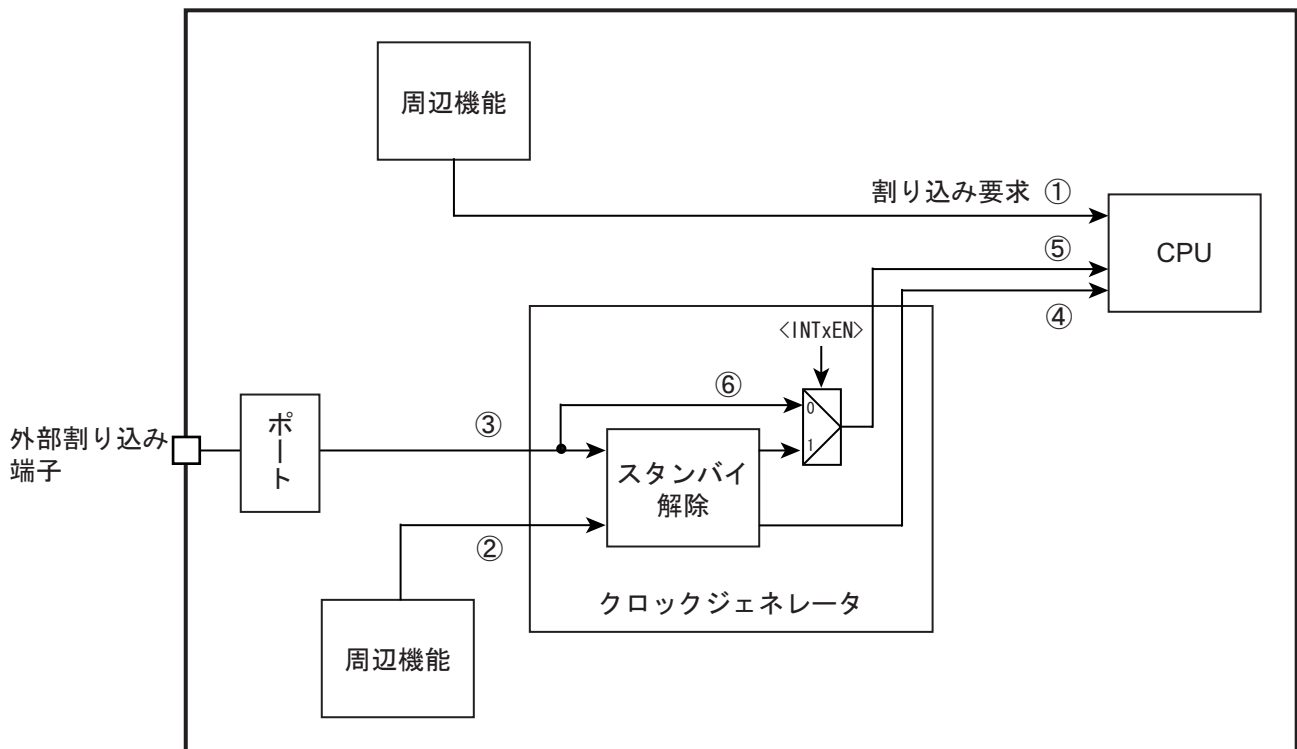 周辺機能
割り込み要求 ①
CPU
⑤
④
<INTxEN>
⑥
0
1
③
外部割り込み
端子
ポート
スタンバイ
解除
②
クロックジェネレータ
周辺機能